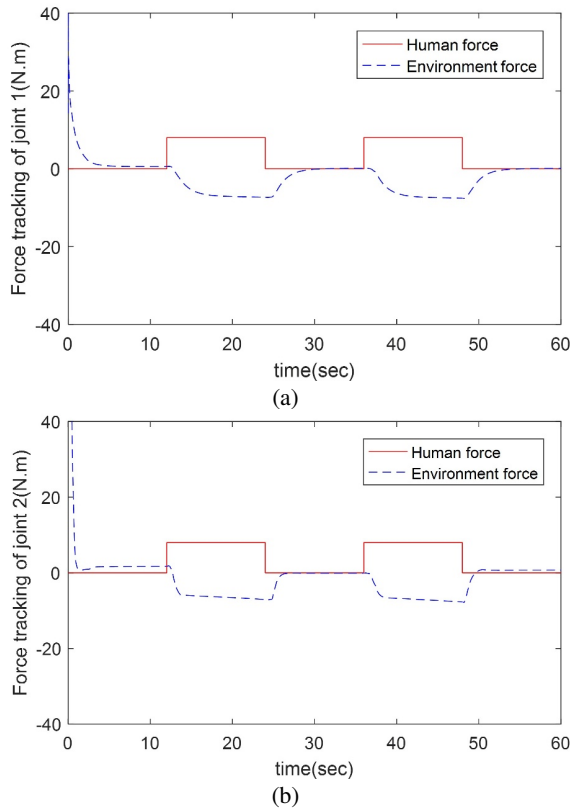 Force tracking of joint 1(N.m)
40
20
0
-20
-40
Human force
Environment force
0 10 20 30 40 50 60
time(sec)
(a)
Force tracking of joint 2(N.m)
40
20
0
-20
-40
Human force
Environment force
0 10 20 30 40 50 60
time(sec)
(b)